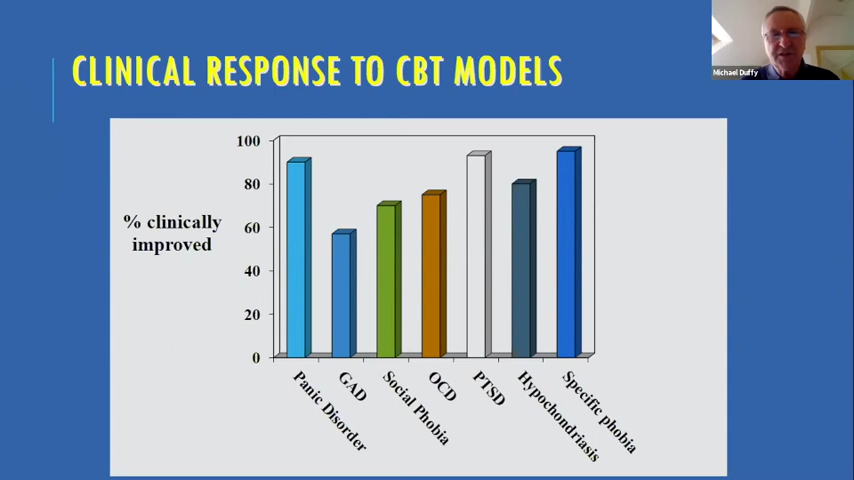 CLINICAL RESPONSE TO CBT MODELS
Michael Duffy
% clinically
improved
100
80
60
40
20
0
Panic Disorder
GAD
Social Phobia
OCD
PTSD
Hypochondriasis
Specific phobia